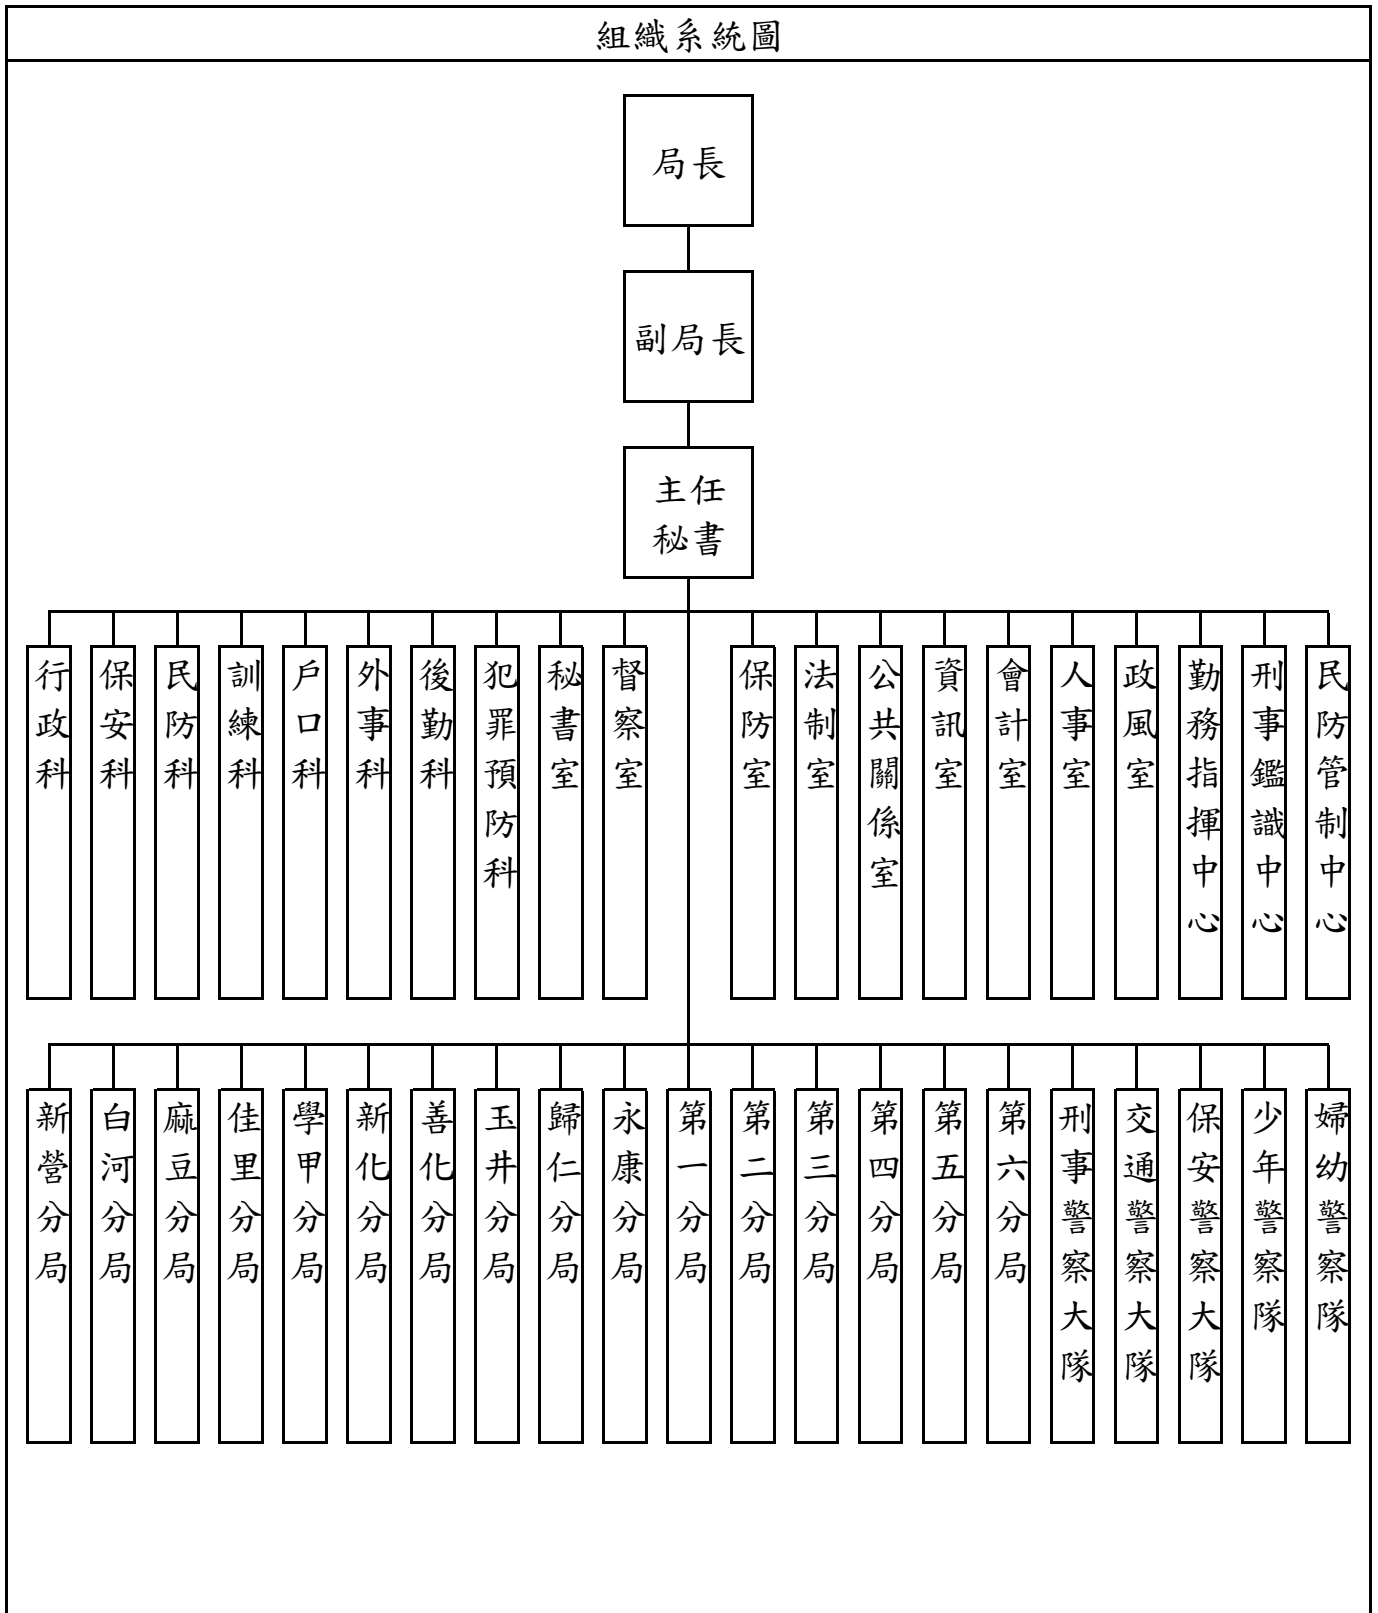 組織系統圖
局長
副局長
主任
秘書
行政科
保安科
民防科
訓練科
戶口科
外事科
後勤科
犯罪預防科
秘書室
督察室
保防室
法制室
公共關係室
資訊室
會計室
人事室
政風室
勤務指揮中心
刑事鑑識中心
民防管制中心
新營分局
白河分局
麻豆分局
佳里分局
學甲分局
新化分局
善化分局
玉井分局
歸仁分局
永康分局
第一分局
第二分局
第三分局
第四分局
第五分局
第六分局
刑事警察大隊
交通警察大隊
保安警察大隊
少年警察隊
婦幼警察隊